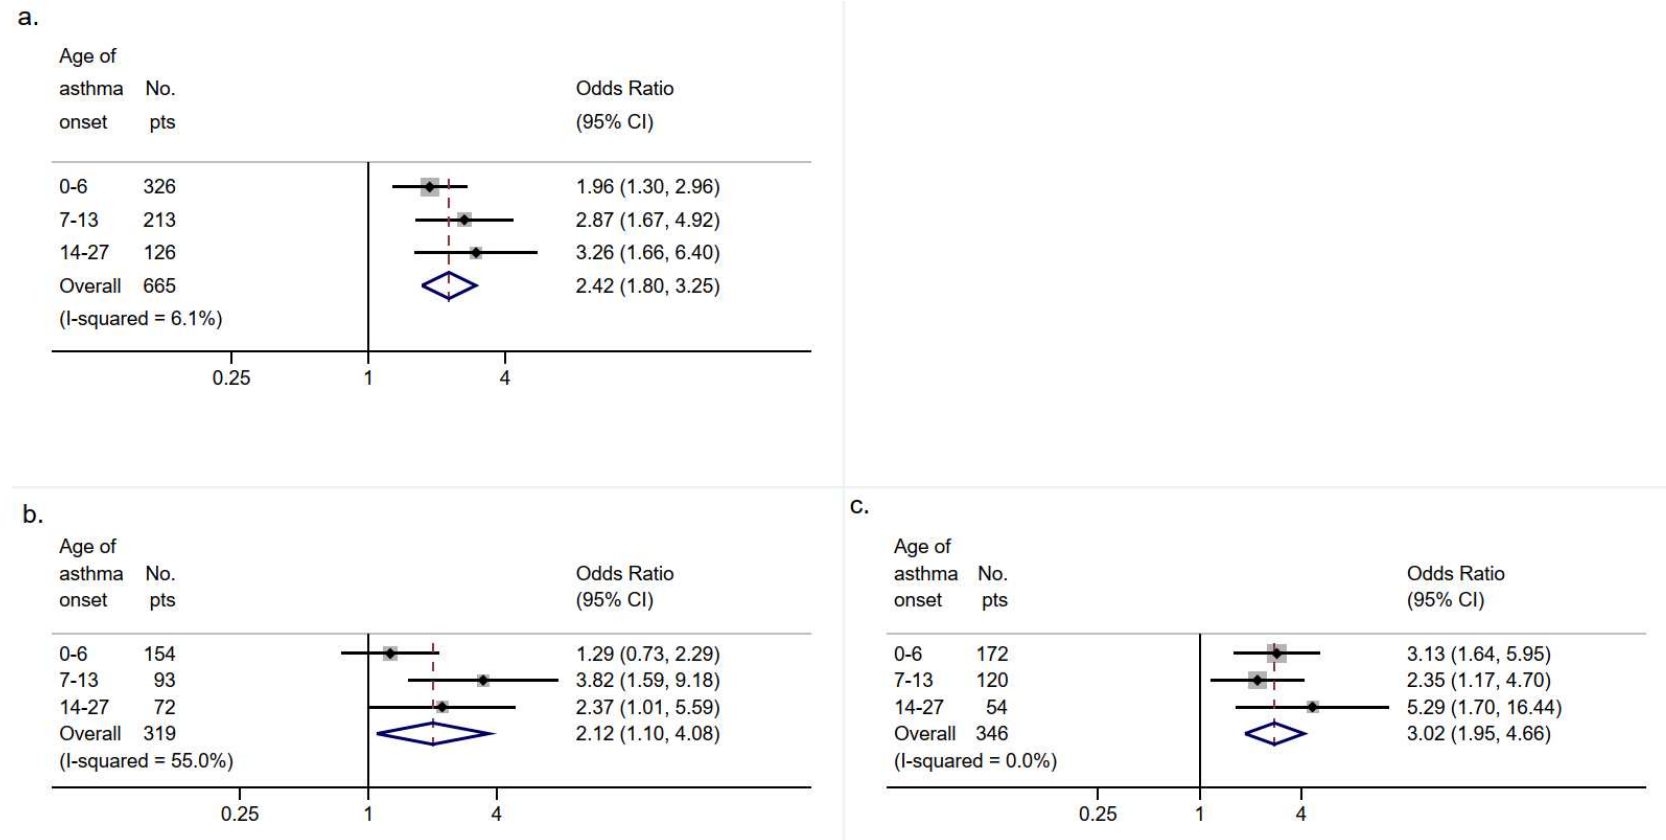 a.
Age of
asthma No. Odds Ratio
onset pts (95% CI)
0-6 326 1.96 (1.30, 2.96)
7-13 213 2.87 (1.67, 4.92)
14-27 126 3.26 (1.66, 6.40)
Overall 665 2.42 (1.80, 3.25)
(I-squared = 6.1%)
0.25 1 4
b.
Age of
asthma No. Odds Ratio
onset pts (95% CI)
0-6 154 1.29 (0.73, 2.29)
7-13 93 3.82 (1.59, 9.18)
14-27 72 2.37 (1.01, 5.59)
Overall 319 2.12 (1.10, 4.08)
(I-squared = 55.0%)
0.25 1 4
c.
Age of
asthma No. Odds Ratio
onset pts (95% CI)
0-6 172 3.13 (1.64, 5.95)
7-13 120 2.35 (1.17, 4.70)
14-27 54 5.29 (1.70, 16.44)
Overall 346 3.02 (1.95, 4.66)
(I-squared = 0.0%)
0.25 1 4